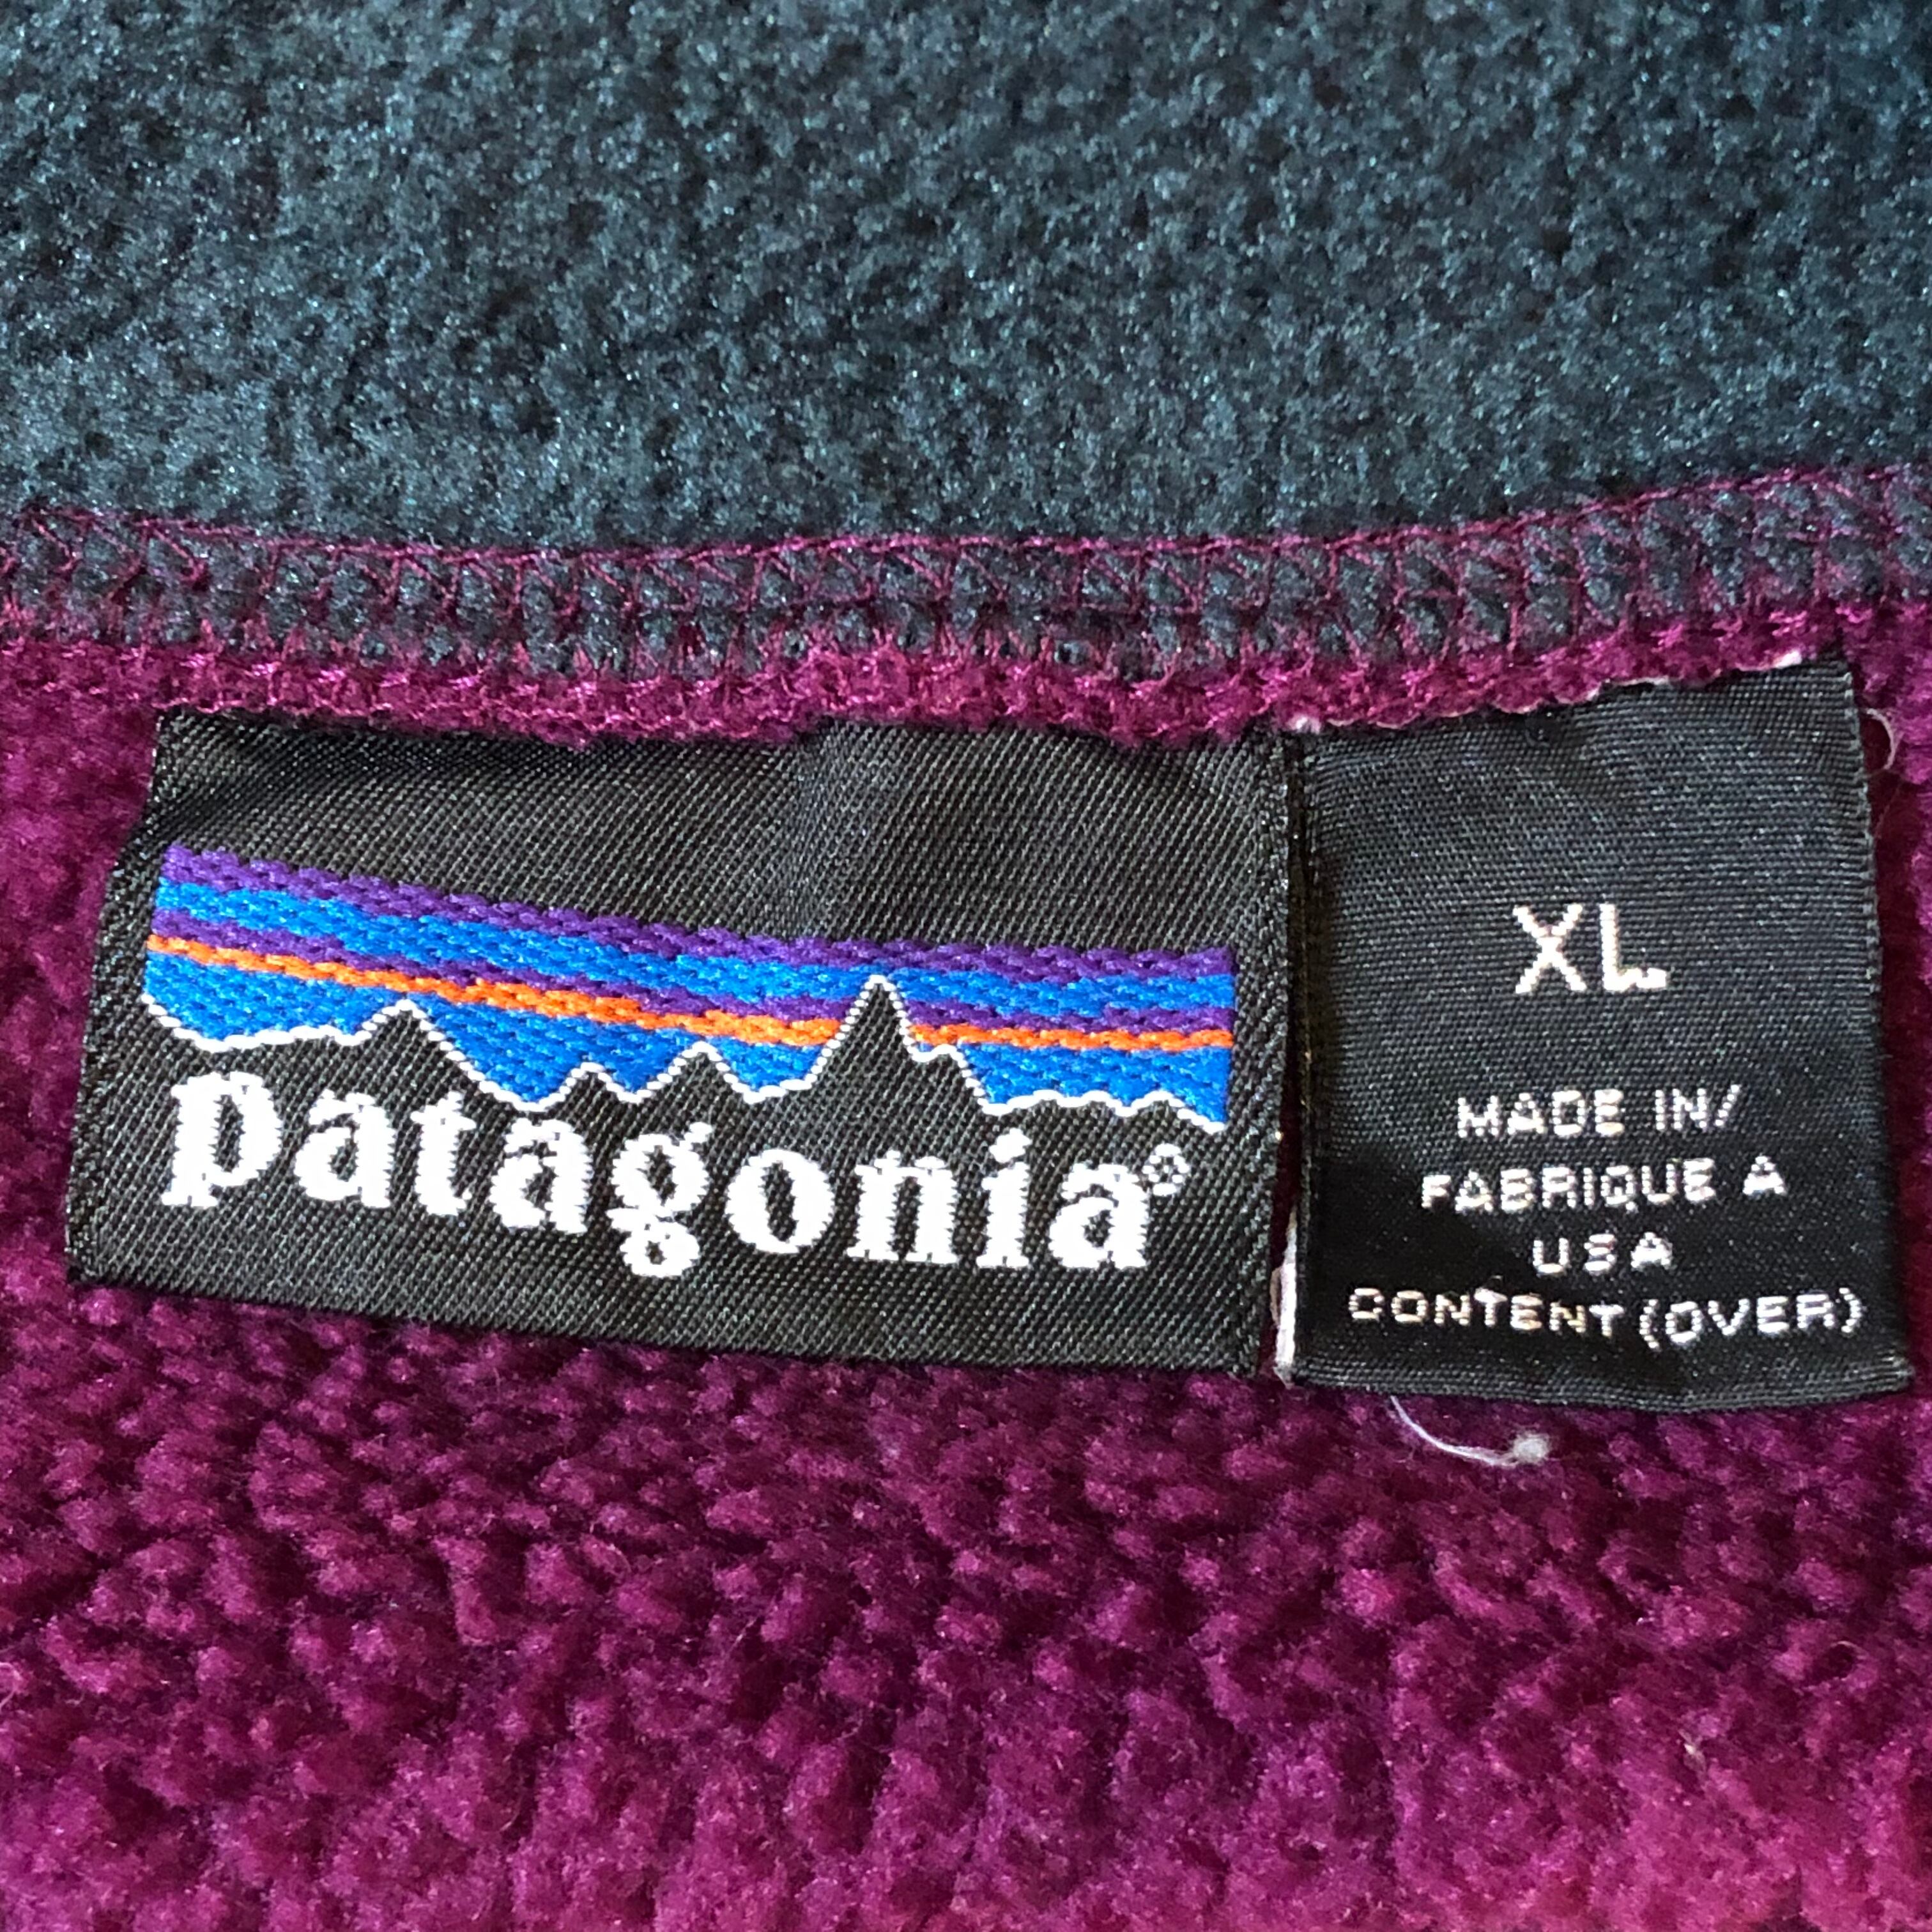 patagonia®
XL
MADE IN/
FABRIQUE A
USA
CONTENT (OVER)